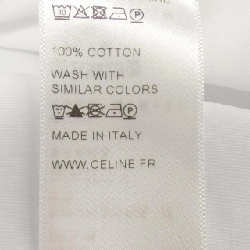 100% COTTON
WASH WITH
SIMILAR COLORS
MADE IN ITALY
WWW.CELINE.FR